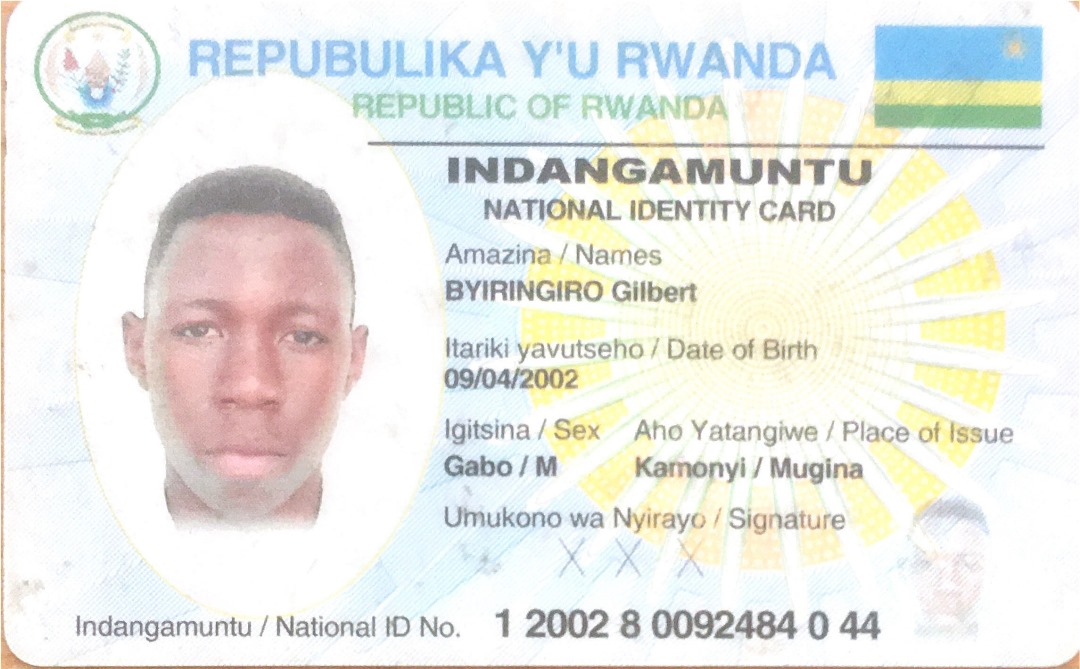 REPUBULIKA Y'U RWANDA
REPUBLIC OF RWANDA
INDANGAMUNTU
NATIONAL IDENTITY CARD
Amazina / Names
BYIRINGIRO Gilbert
Itariki yavutseho / Date of Birth
09/04/2002
Igitsina / Sex Aho Yatangiwe / Place of Issue
Gabo / M Kamonyi / Mugina
Umukono wa Nyirayo / Signature
X X X
Indangamuntu / National ID No. 1 2002 8 0092484 0 44